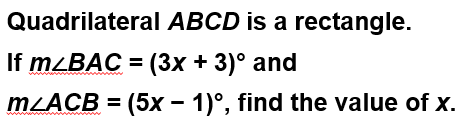 Quadrilateral ABCD is a rectangle.
If m∠BAC = (3x + 3)° and
m∠ACB = (5x − 1)°, find the value of x.